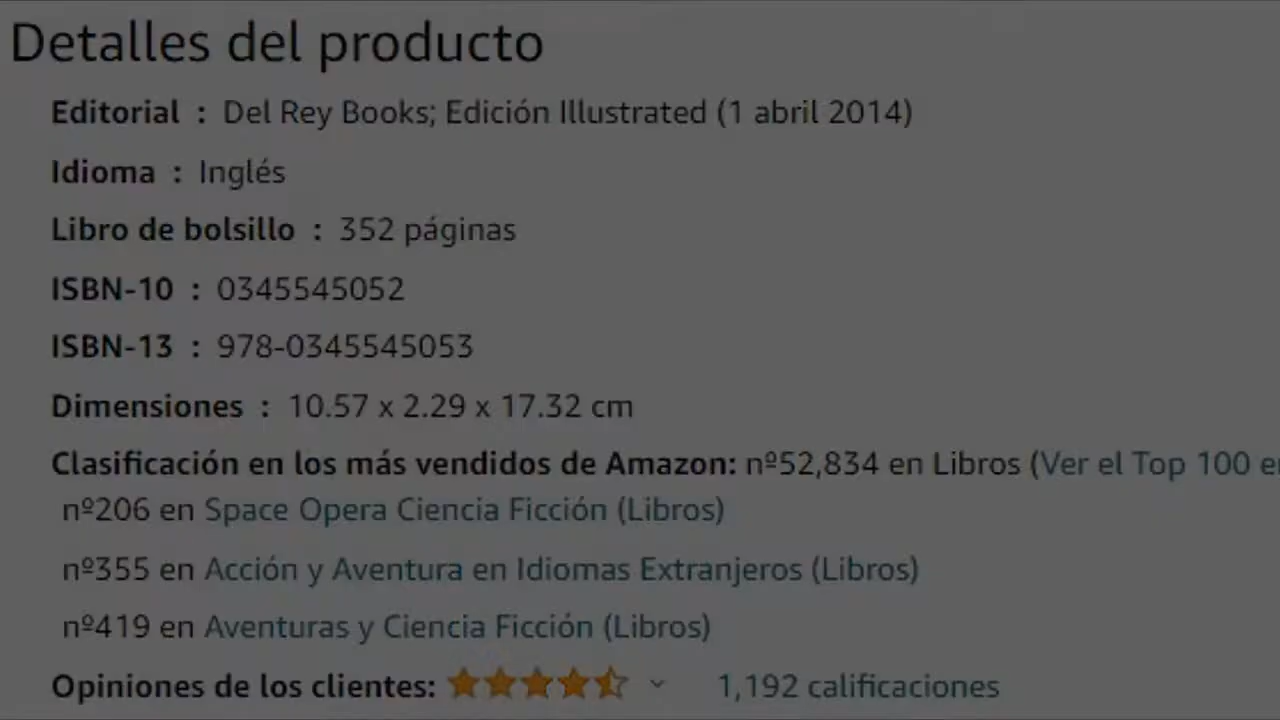 Detalles del producto
Editorial : Del Rey Books; Edición Illustrated (1 abril 2014)
Idioma : Inglés
Libro de bolsillo : 352 páginas
ISBN-10 : 0345545052
ISBN-13 : 978-0345545053
Dimensiones : 10.57 x 2.29 x 17.32 cm
Clasificación en los más vendidos de Amazon: nº52,834 en Libros (Ver el Top 100 en
nº206 en Space Opera Ciencia Ficción (Libros)
nº355 en Acción y Aventura en Idiomas Extranjeros (Libros)
nº419 en Aventuras y Ciencia Ficción (Libros)
Opiniones de los clientes: 1,192 calificaciones